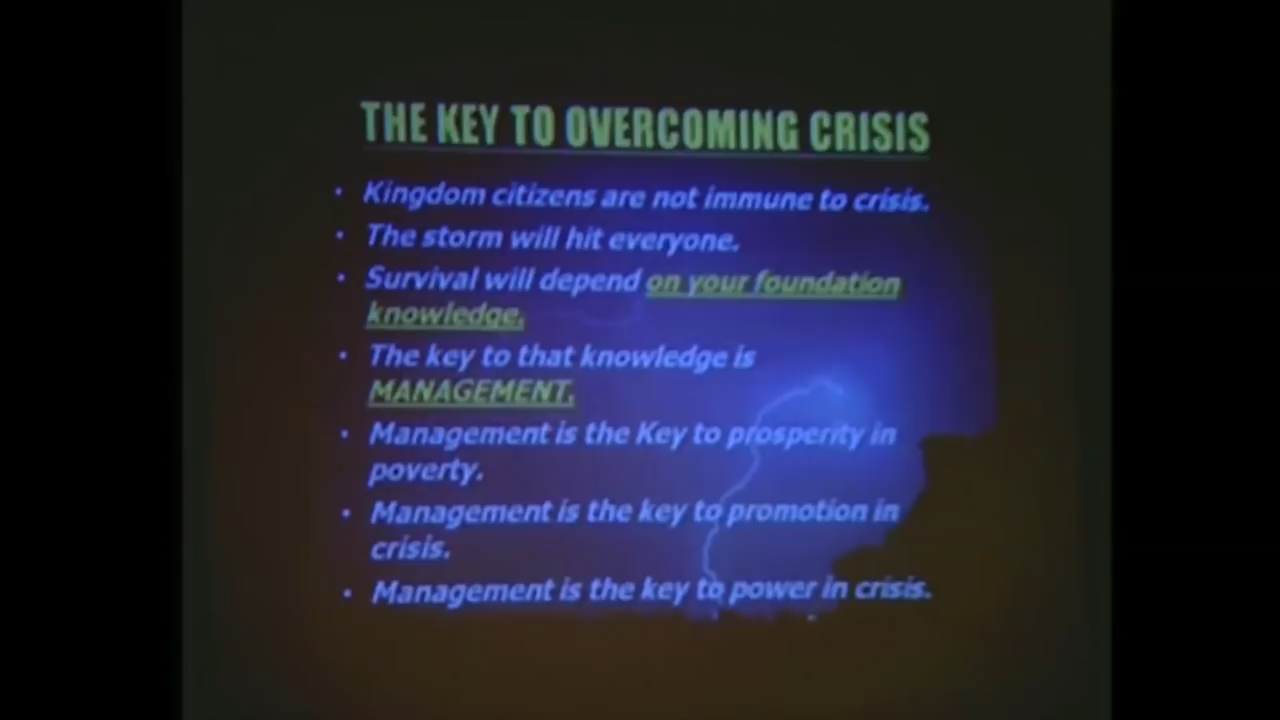 THE KEY TO OVERCOMING CRISIS
• Kingdom citizens are not immune to crisis.
• The storm will hit everyone.
• Survival will depend on your foundation
knowledge.
• The key to that knowledge is
MANAGEMENT.
• Management is the Key to prosperity in
poverty.
• Management is the key to promotion in
crisis.
• Management is the key to power in crisis.